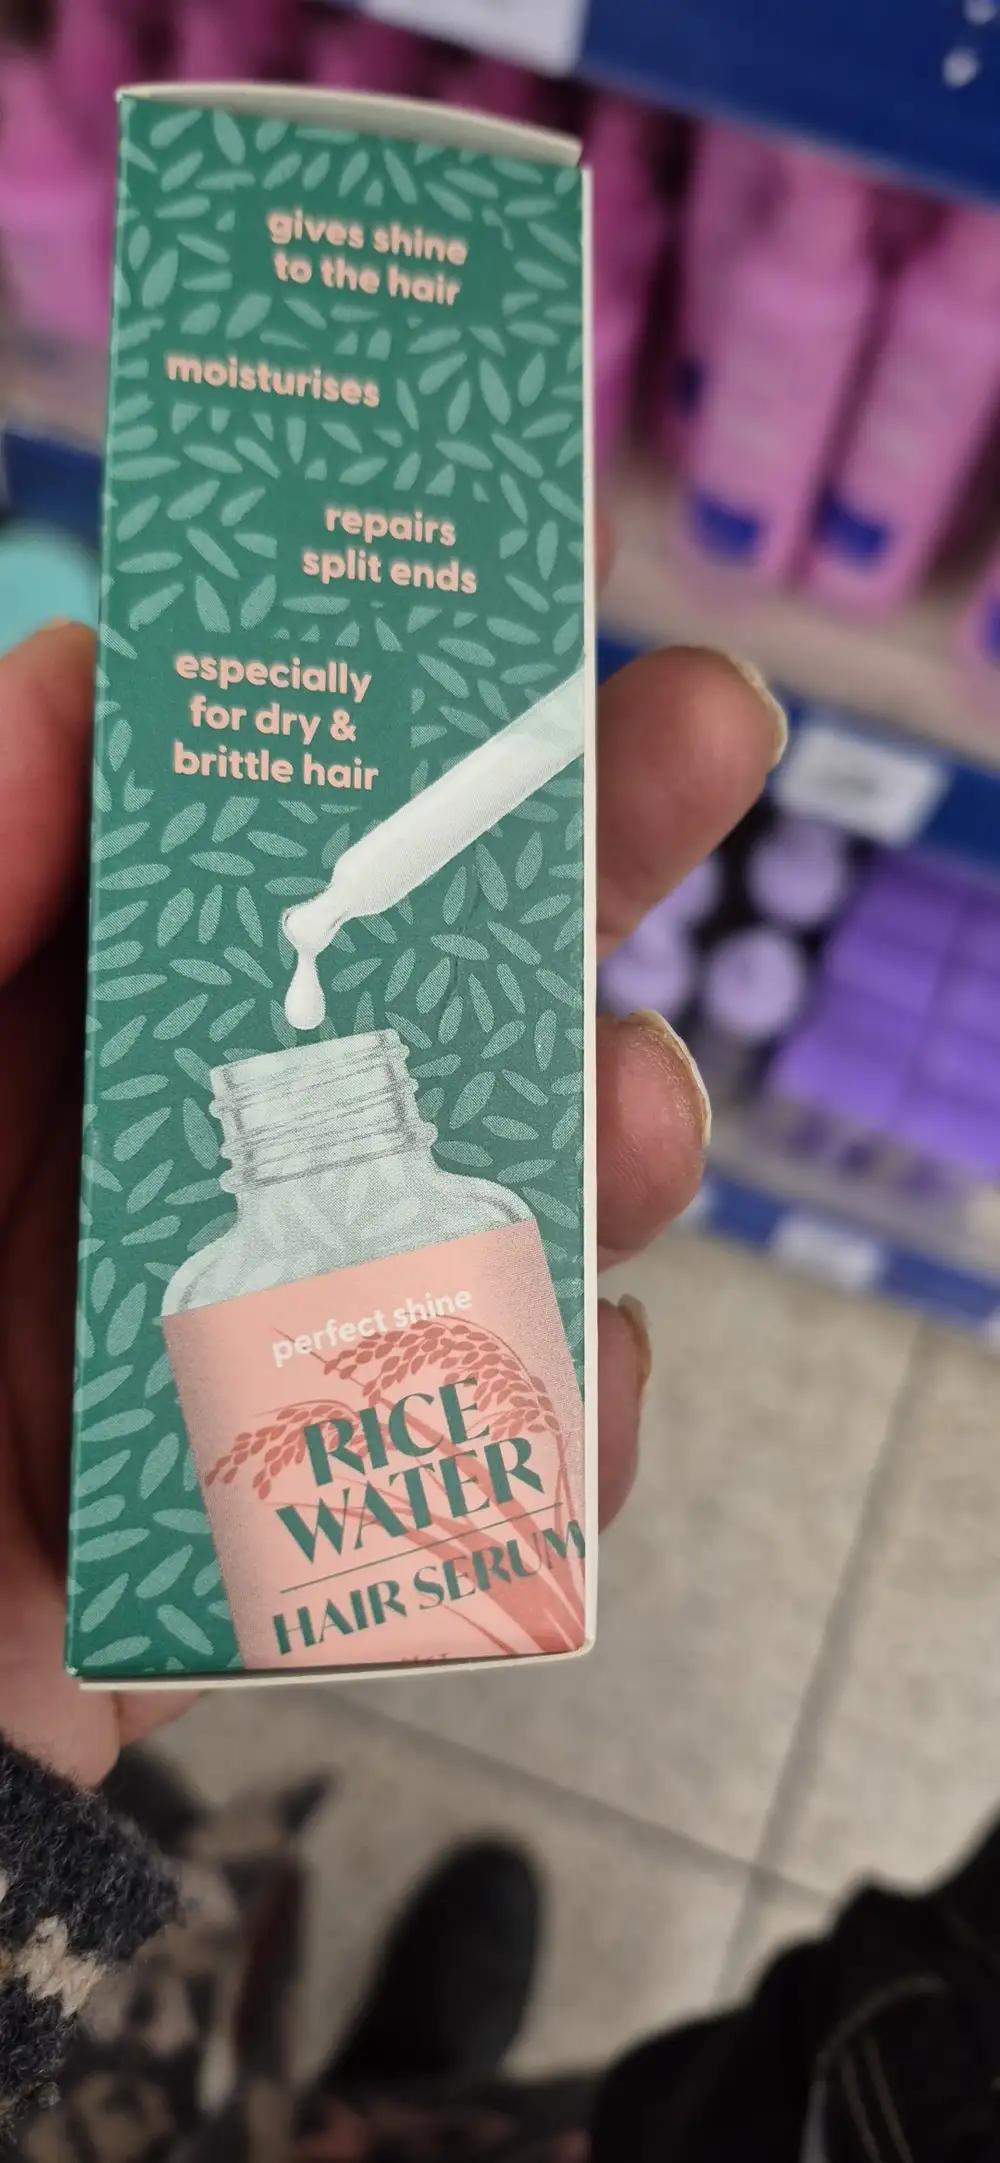 gives shine
to the hair
moisturises
repairs
split ends
especially
for dry &
brittle hair
perfect shine
RICE
WATER
HAIR SERUM